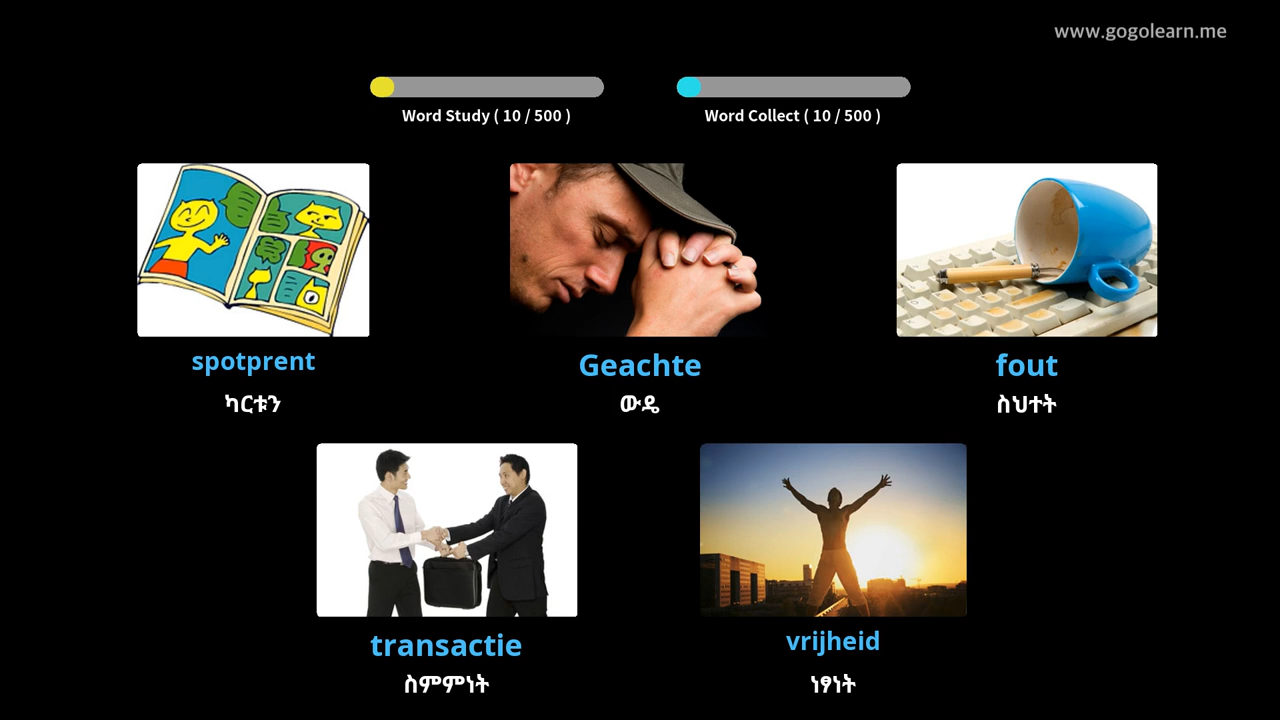 www.gogolearn.me
Word Study ( 10 / 500 )
Word Collect ( 10 / 500 )
spotprent
Geachte
fout
ካርቱን
ውዴ
ስህተት
transactie
vrijheid
ስምምነት
ነፃነት